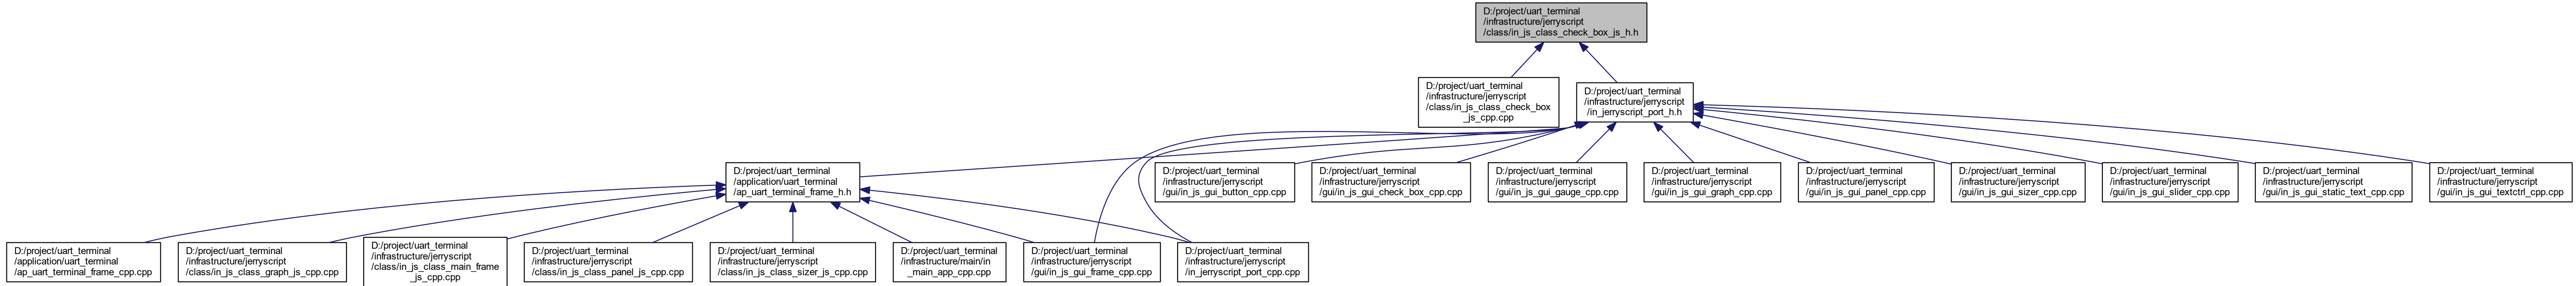 D:/project/uart_terminal
/infrastructure/jerryscript
/class/in_js_class_check_box_js_h.h
D:/project/uart_terminal
/infrastructure/jerryscript
/class/in_js_class_check_box
_js_cpp.cpp
D:/project/uart_terminal
/infrastructure/jerryscript
/in_jerryscript_port_h.h
D:/project/uart_terminal
/application/uart_terminal
/ap_uart_terminal_frame_h.h
D:/project/uart_terminal
/infrastructure/jerryscript
/gui/in_js_gui_button_cpp.cpp
D:/project/uart_terminal
/infrastructure/jerryscript
/gui/in_js_gui_check_box_cpp.cpp
D:/project/uart_terminal
/infrastructure/jerryscript
/gui/in_js_gui_gauge_cpp.cpp
D:/project/uart_terminal
/infrastructure/jerryscript
/gui/in_js_gui_graph_cpp.cpp
D:/project/uart_terminal
/infrastructure/jerryscript
/gui/in_js_gui_panel_cpp.cpp
D:/project/uart_terminal
/infrastructure/jerryscript
/gui/in_js_gui_sizer_cpp.cpp
D:/project/uart_terminal
/infrastructure/jerryscript
/gui/in_js_gui_slider_cpp.cpp
D:/project/uart_terminal
/infrastructure/jerryscript
/gui/in_js_gui_static_text_cpp.cpp
D:/project/uart_terminal
/infrastructure/jerryscript
/gui/in_js_gui_textctrl_cpp.cpp
D:/project/uart_terminal
/application/uart_terminal
/ap_uart_terminal_frame_cpp.cpp
D:/project/uart_terminal
/infrastructure/jerryscript
/class/in_js_class_graph_js_cpp.cpp
D:/project/uart_terminal
/infrastructure/jerryscript
/class/in_js_class_main_frame
_js_cpp.cpp
D:/project/uart_terminal
/infrastructure/jerryscript
/class/in_js_class_panel_js_cpp.cpp
D:/project/uart_terminal
/infrastructure/jerryscript
/class/in_js_class_sizer_js_cpp.cpp
D:/project/uart_terminal
/infrastructure/main/in
_main_app_cpp.cpp
D:/project/uart_terminal
/infrastructure/jerryscript
/gui/in_js_gui_frame_cpp.cpp
D:/project/uart_terminal
/infrastructure/jerryscript
/in_jerryscript_port_cpp.cpp